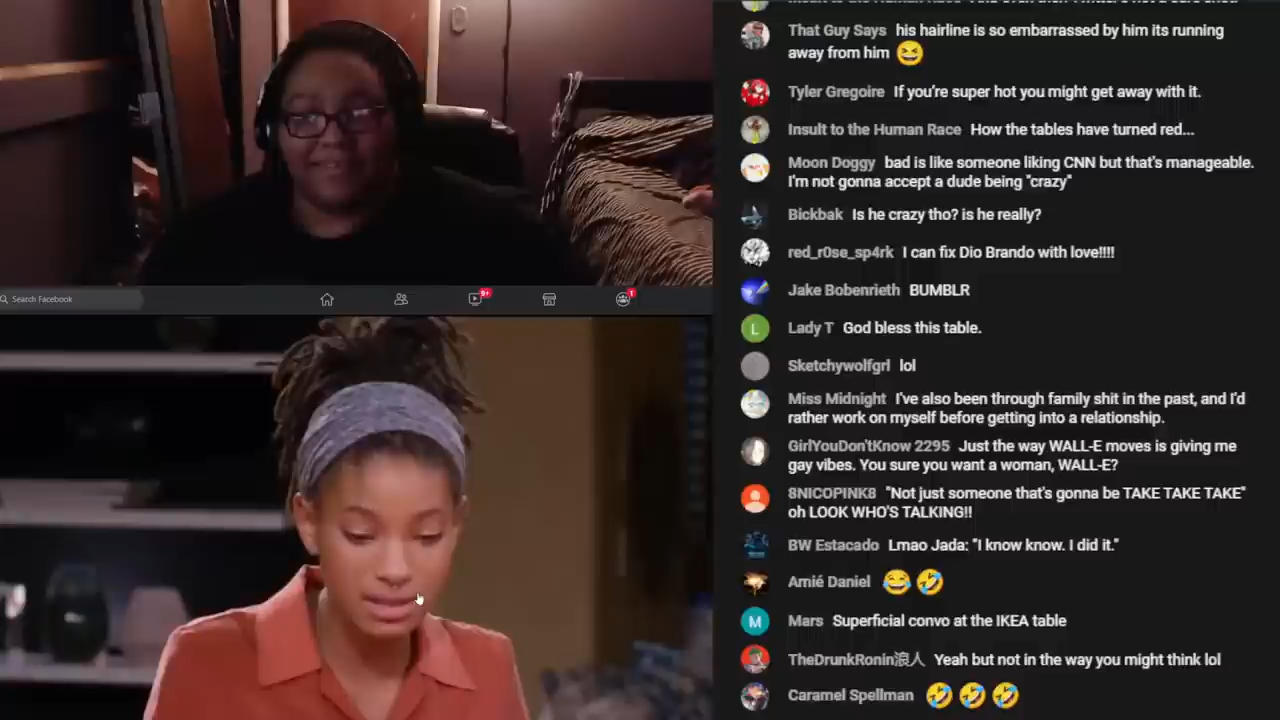 That Guy Says his hairline is so embarrassed by him its running
away from him 😆
Tyler Gregoire If you're super hot you might get away with it.
Insult to the Human Race How the tables have turned red...
Moon Doggy bad is like someone liking CNN but that's manageable.
I'm not gonna accept a dude being "crazy"
Bickbak Is he crazy tho? is he really?
red_r0se_sp4rk I can fix Dio Brando with love!!!!
Search Facebook
9+
1
Jake Bobenrieth BUMBLR
L
Lady T God bless this table.
Sketchywolfgrl lol
Miss Midnight I've also been through family shit in the past, and I'd
rather work on myself before getting into a relationship.
GirlYouDon'tKnow 2295 Just the way WALL-E moves is giving me
gay vibes. You sure you want a woman, WALL-E?
8NICOPINK8 "Not just someone that's gonna be TAKE TAKE TAKE"
oh LOOK WHO'S TALKING!!
BW Estacado Lmao Jada: "I know know. I did it."
Amié Daniel 😂🤣
M
Mars Superficial convo at the IKEA table
TheDrunkRonin浪人 Yeah but not in the way you might think lol
Caramel Spellman 🤣🤣🤣